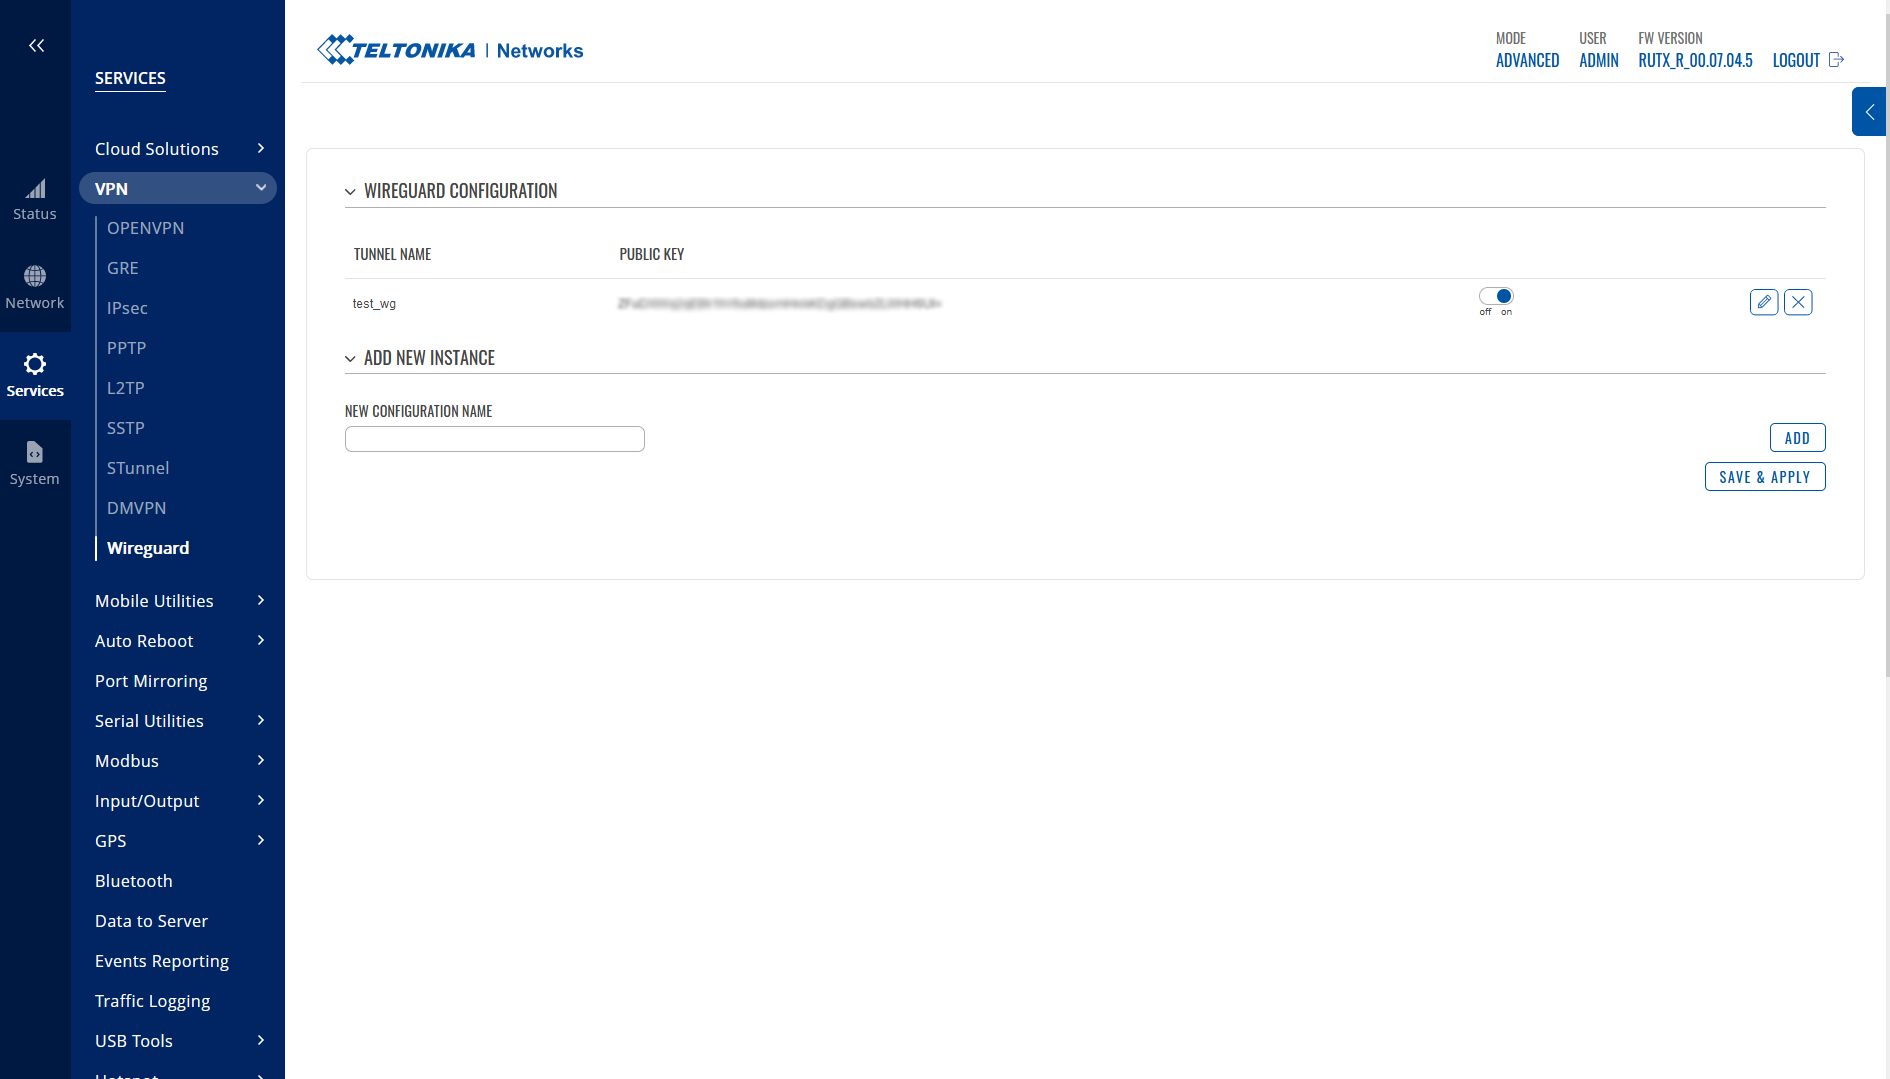 SERVICES
Cloud Solutions
VPN
OPENVPN
GRE
IPsec
PPTP
L2TP
SSTP
STunnel
DMVPN
Wireguard
Mobile Utilities
Auto Reboot
Port Mirroring
Serial Utilities
Modbus
Input/Output
GPS
Bluetooth
Data to Server
Events Reporting
Traffic Logging
USB Tools
Hotspot
Status
Network
Services
System
TELTONIKA | Networks
MODE
ADVANCED
USER
ADMIN
FW VERSION
RUTX_R_00.07.04.5
LOGOUT
WIREGUARD CONFIGURATION
TUNNEL NAME PUBLIC KEY
test_wg
off on
ADD NEW INSTANCE
NEW CONFIGURATION NAME
ADD
SAVE & APPLY